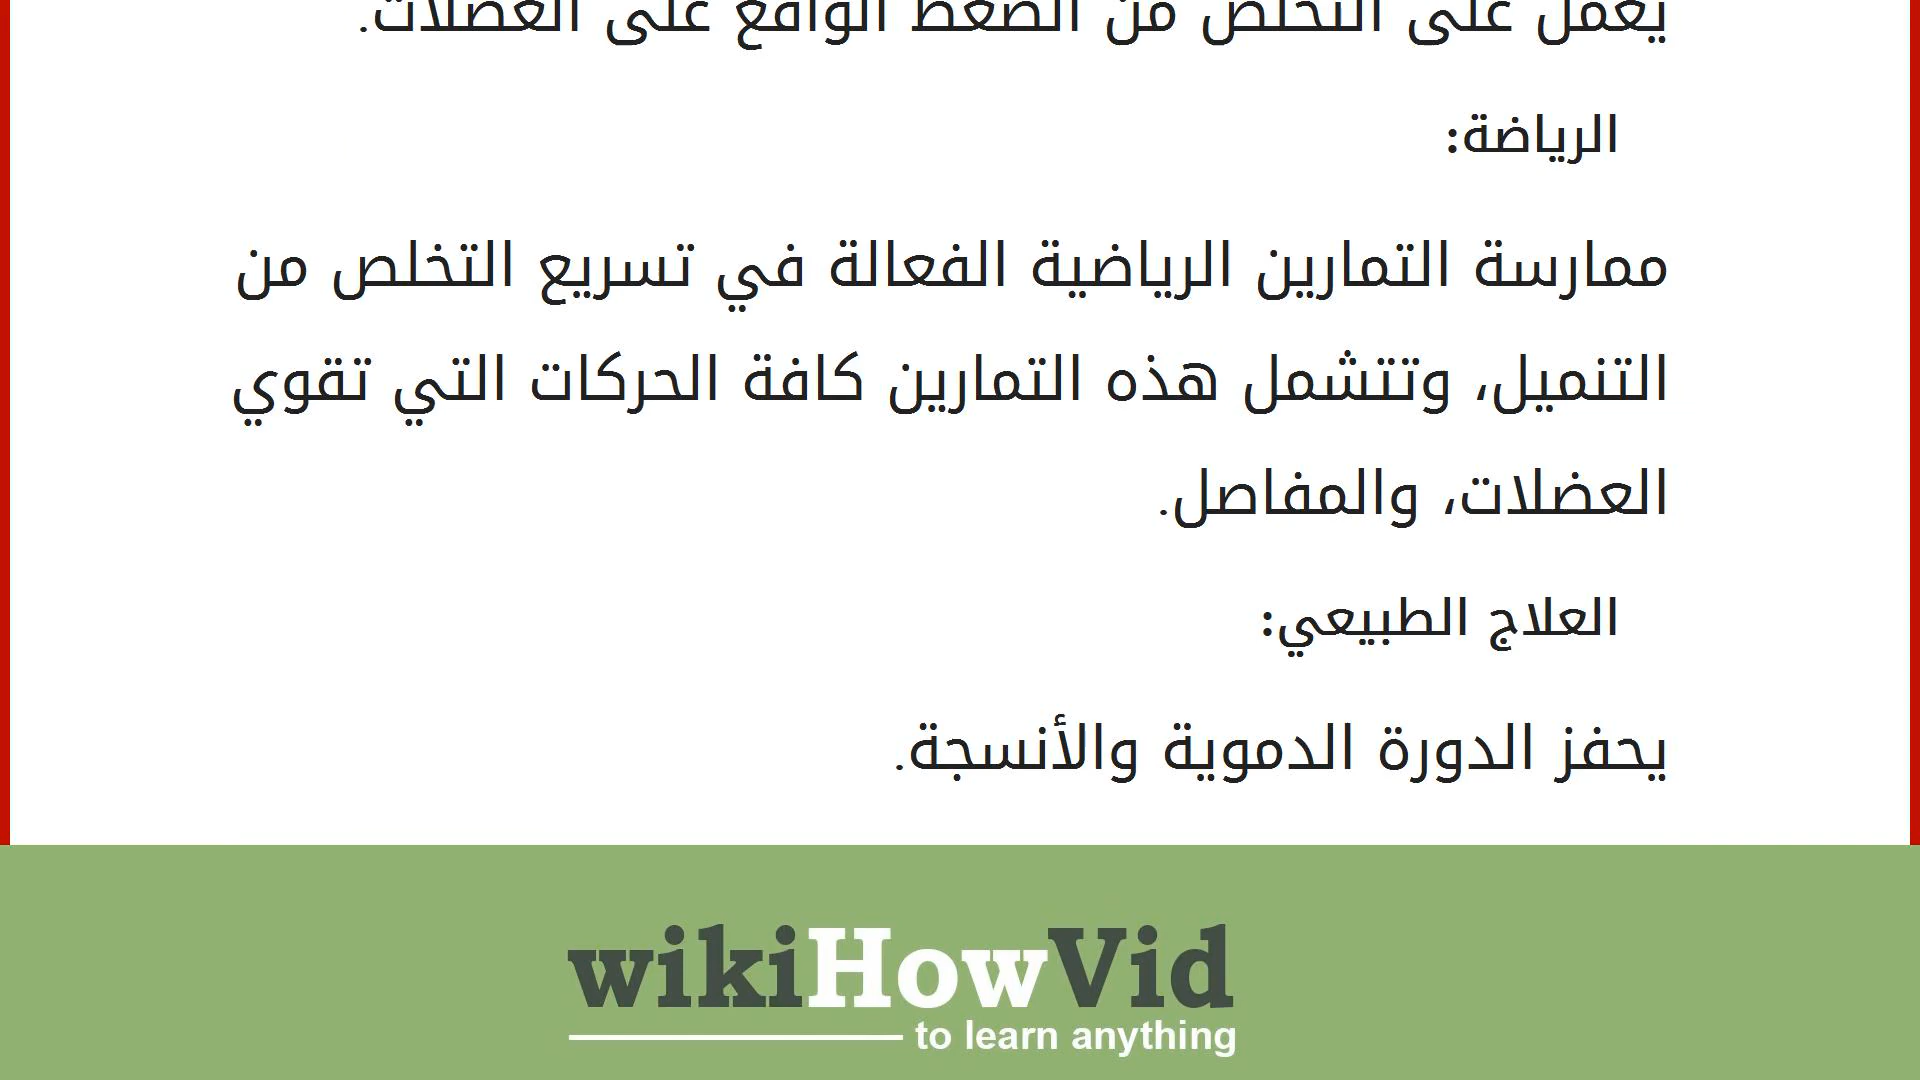 يعمل على التخلص من الضغط الواقع على العضلات.
الرياضة:
ممارسة التمارين الرياضية الفعالة في تسريع التخلص من
التنميل، وتتشمل هذه التمارين كافة الحركات التي تقوي
العضلات، والمفاصل.
العلاج الطبيعي:
يحفز الدورة الدموية والأنسجة.
wikiHowVid
to learn anything